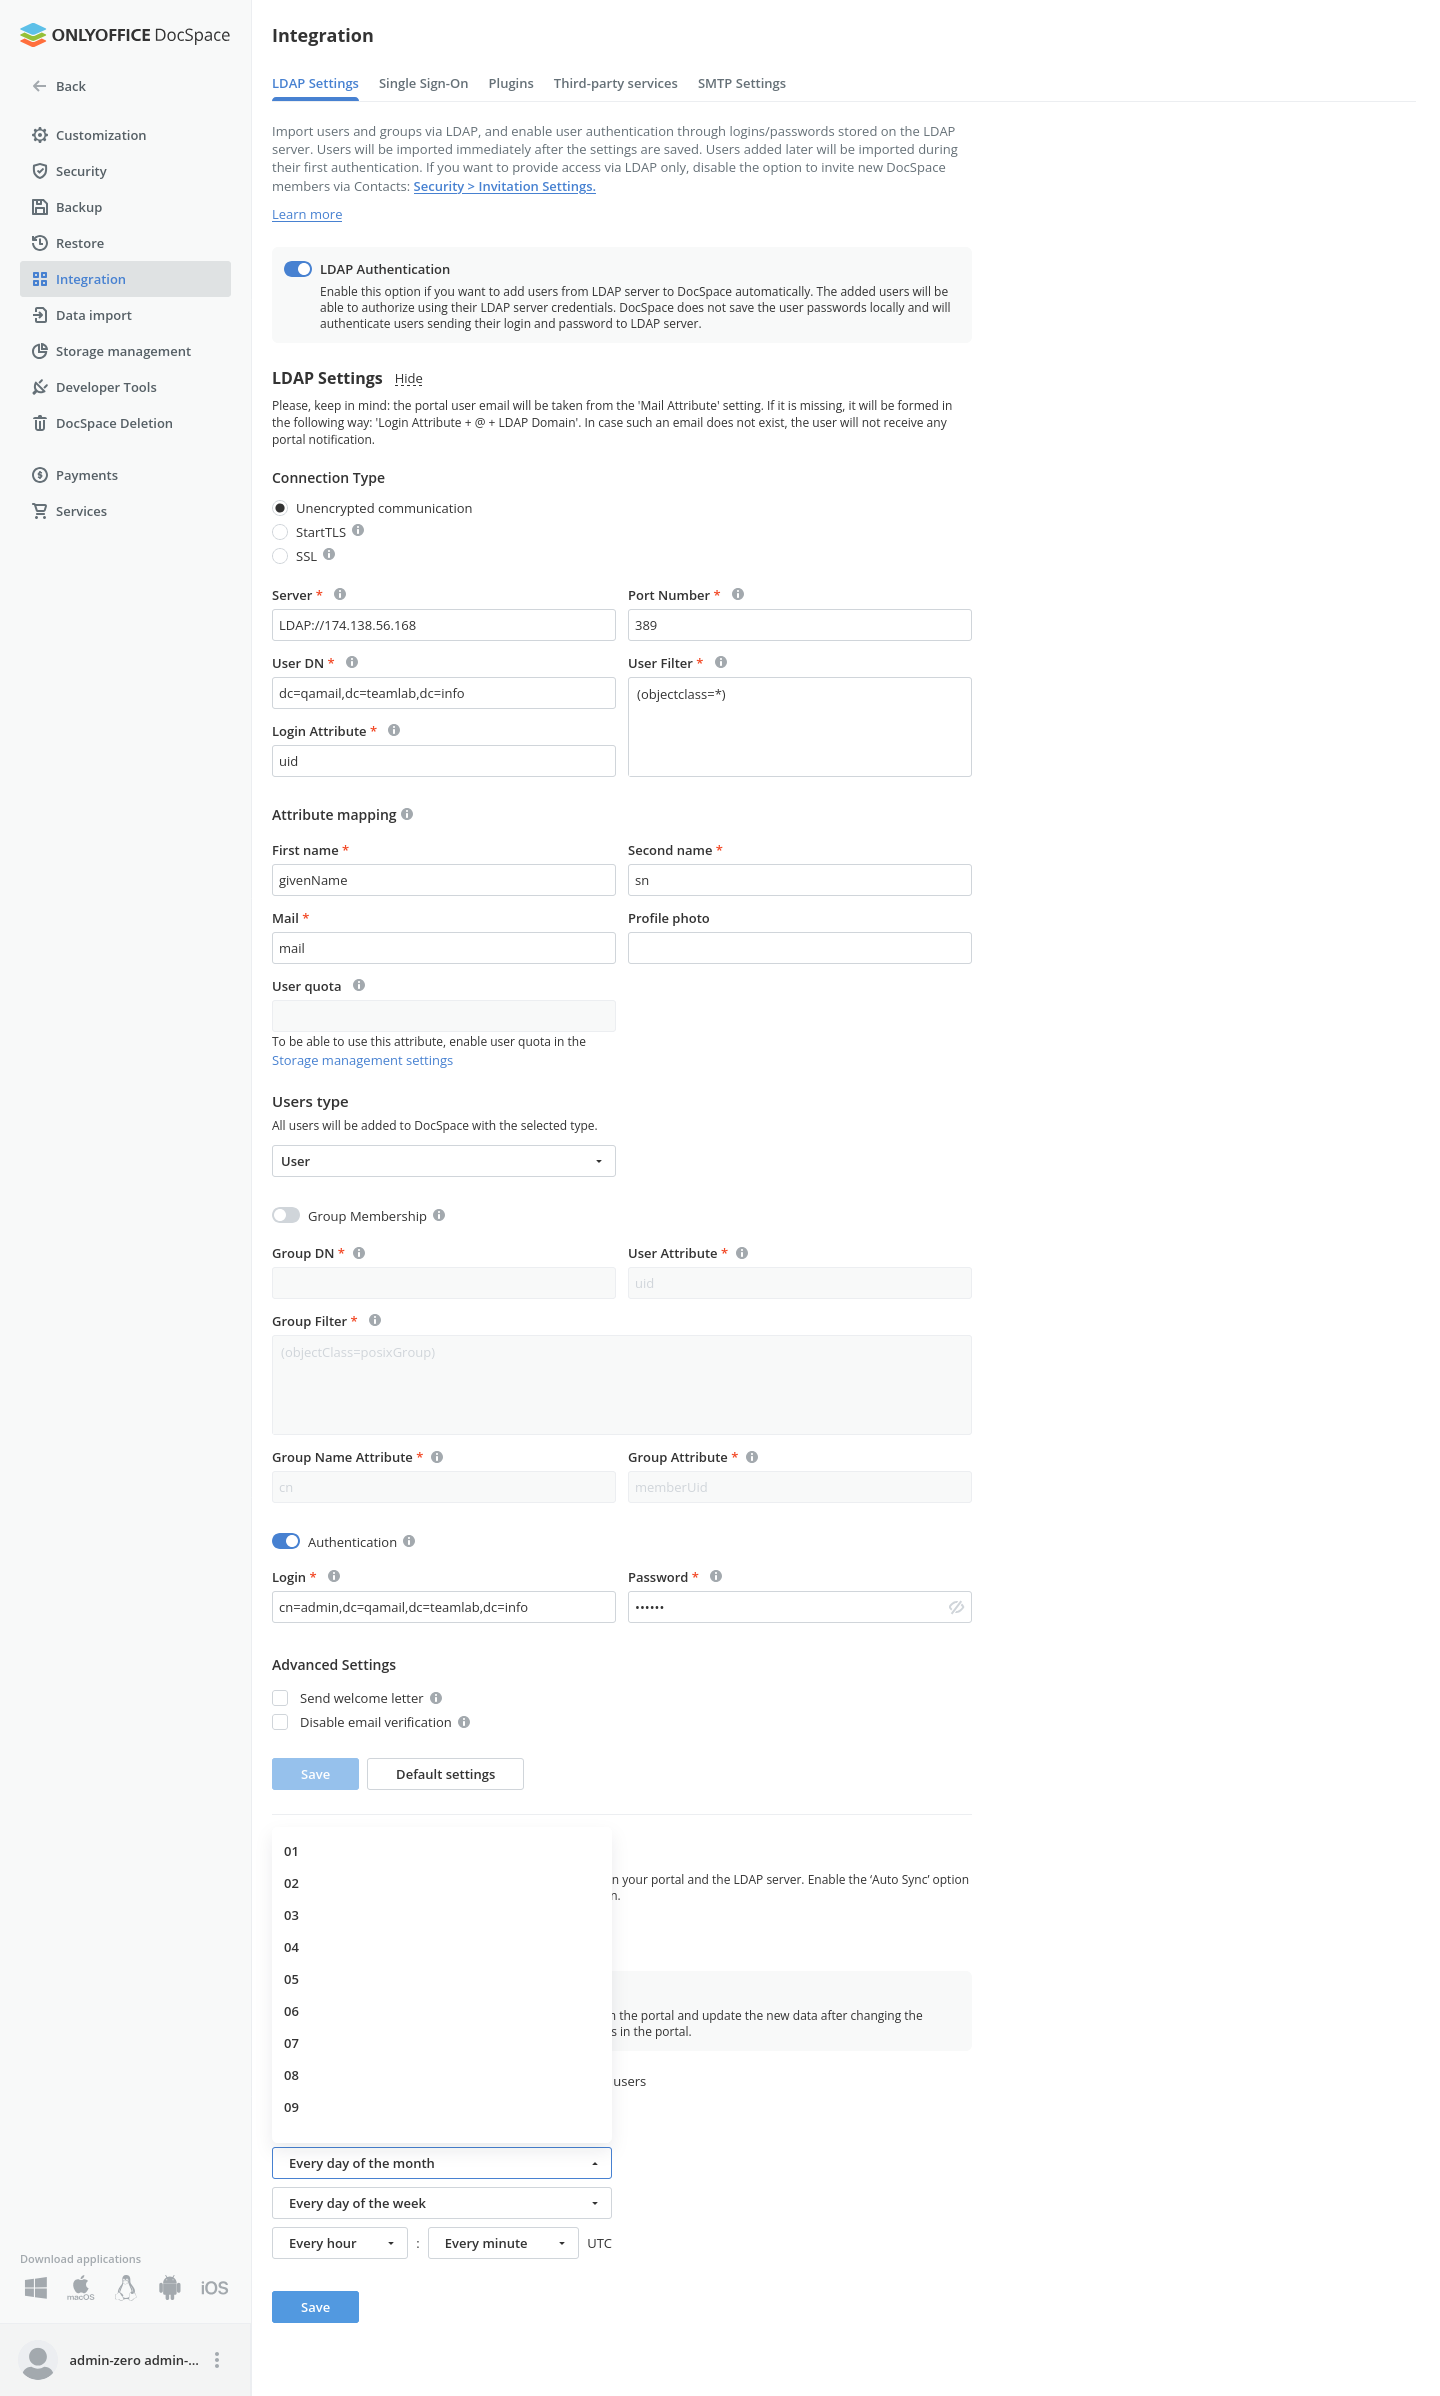 ONLYOFFICE DocSpace
Back
Customization
Security
Backup
Restore
Integration
Data import
Storage management
Developer Tools
DocSpace Deletion
Payments
Services
Download applications
macOS
iOS
admin-zero admin-...
Integration
LDAP Settings Single Sign-On Plugins Third-party services SMTP Settings
Import users and groups via LDAP, and enable user authentication through logins/passwords stored on the LDAP
server. Users will be imported immediately after the settings are saved. Users added later will be imported during
their first authentication. If you want to provide access via LDAP only, disable the option to invite new DocSpace
members via Contacts: Security > Invitation Settings.
Learn more
LDAP Authentication
Enable this option if you want to add users from LDAP server to DocSpace automatically. The added users will be
able to authorize using their LDAP server credentials. DocSpace does not save the user passwords locally and will
authenticate users sending their login and password to LDAP server.
LDAP Settings Hide
Please, keep in mind: the portal user email will be taken from the 'Mail Attribute' setting. If it is missing, it will be formed in
the following way: 'Login Attribute + @ + LDAP Domain'. In case such an email does not exist, the user will not receive any
portal notification.
Connection Type
Unencrypted communication
StartTLS
SSL
Server * Port Number *
LDAP://174.138.56.168 389
User DN * User Filter *
dc=qamail,dc=teamlab,dc=info (objectclass=*)
Login Attribute *
uid
Attribute mapping
First name * Second name *
givenName sn
Mail * Profile photo
mail
User quota
To be able to use this attribute, enable user quota in the
Storage management settings
Users type
All users will be added to DocSpace with the selected type.
User
Group Membership
Group DN * User Attribute *
uid
Group Filter *
(objectClass=posixGroup)
Group Name Attribute * Group Attribute *
cn memberUid
Authentication
Login * Password *
cn=admin,dc=qamail,dc=teamlab,dc=info ••••••
Advanced Settings
Send welcome letter
Disable email verification
Save Default settings
01
02 n your portal and the LDAP server. Enable the ‘Auto Sync’ option
n.
03
04
05
06 n the portal and update the new data after changing the
s in the portal.
07
08 users
09
Every day of the month
Every day of the week
Every hour : Every minute UTC
Save